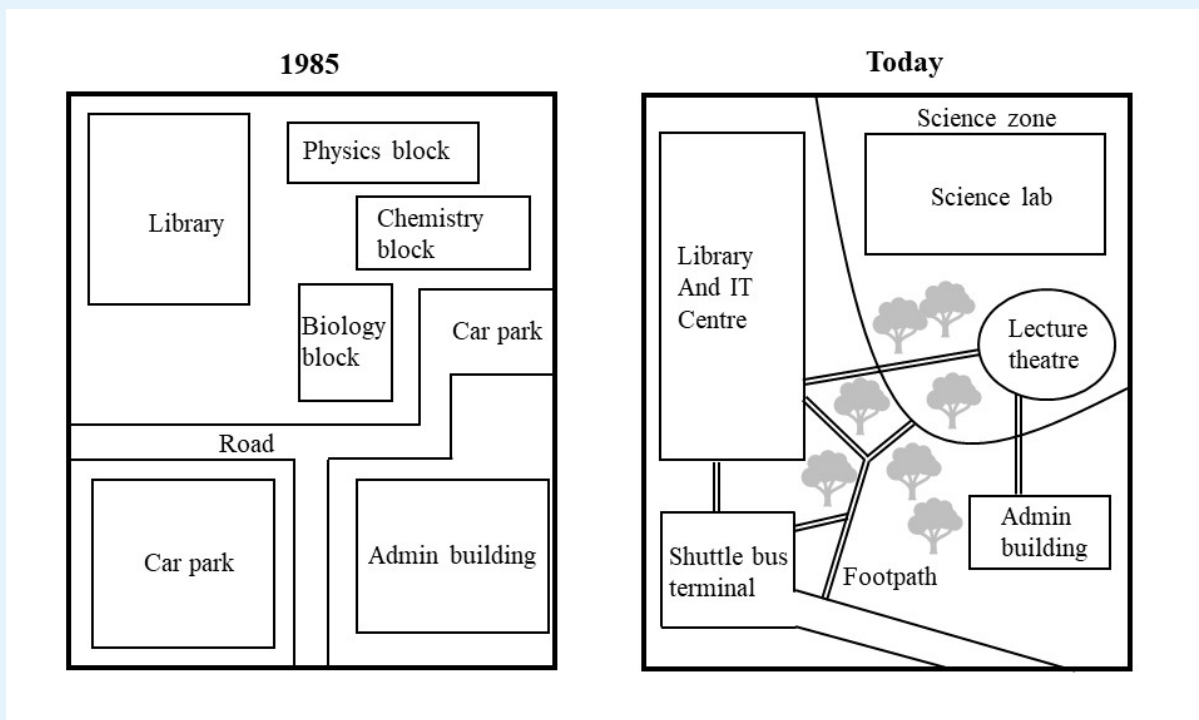 1985
Physics block
Library
Chemistry
block
Biology
block
Car park
Road
Car park
Admin building
Today
Science zone
Science lab
Library
And IT
Centre
Lecture
theatre
Shuttle bus
terminal
Footpath
Admin
building